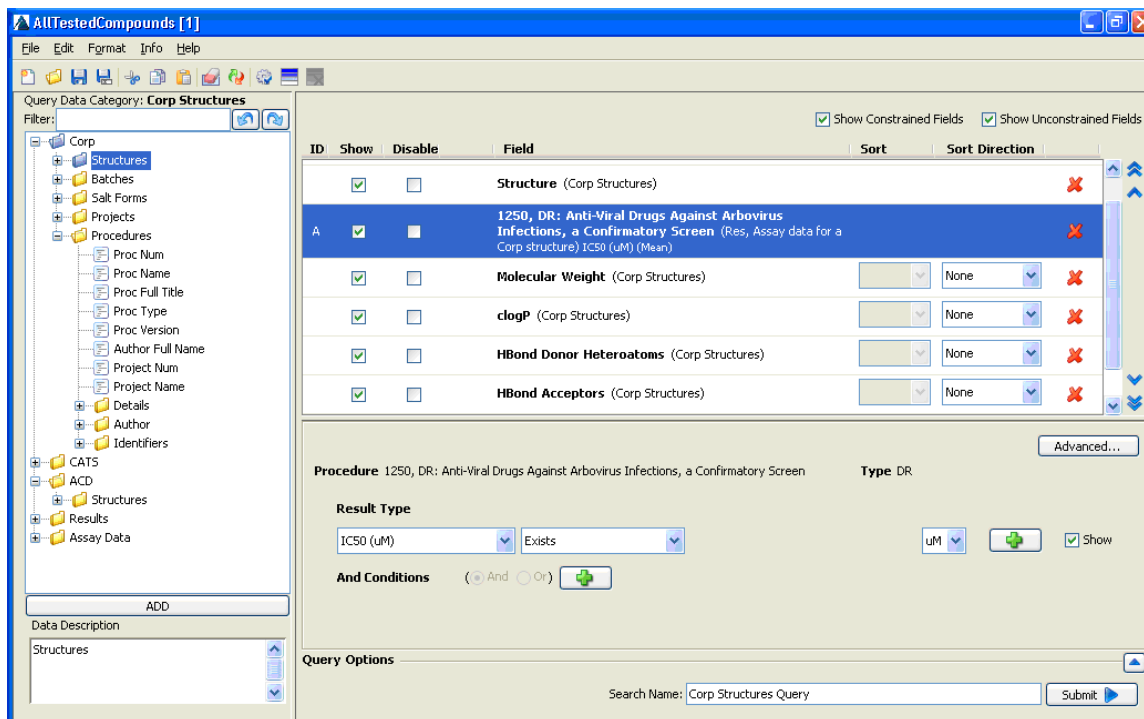 AllTestedCompounds [1]
File Edit Format Info Help
Query Data Category: Corp Structures
Filter:
Show Constrained Fields Show Unconstrained Fields
Corp
Structures
Batches
Salt Forms
Projects
Procedures
Proc Num
Proc Name
Proc Full Title
Proc Type
Proc Version
Author Full Name
Project Num
Project Name
Details
Author
Identifiers
CATS
ACD
Structures
Results
Assay Data
ADD
Data Description
Structures
ID Show Disable Field Sort Sort Direction
Structure (Corp Structures)
1250, DR: Anti-Viral Drugs Against Arbovirus
A Infections, a Confirmatory Screen (Res, Assay data for a
Corp structure) IC50 (uM) (Mean)
Molecular Weight (Corp Structures) None
clogP (Corp Structures) None
HBond Donor Heteroatoms (Corp Structures) None
HBond Acceptors (Corp Structures) None
Advanced...
Procedure 1250, DR: Anti-Viral Drugs Against Arbovirus Infections, a Confirmatory Screen Type DR
Result Type
IC50 (uM) Exists uM Show
And Conditions (And Or)
Query Options
Search Name: Corp Structures Query Submit